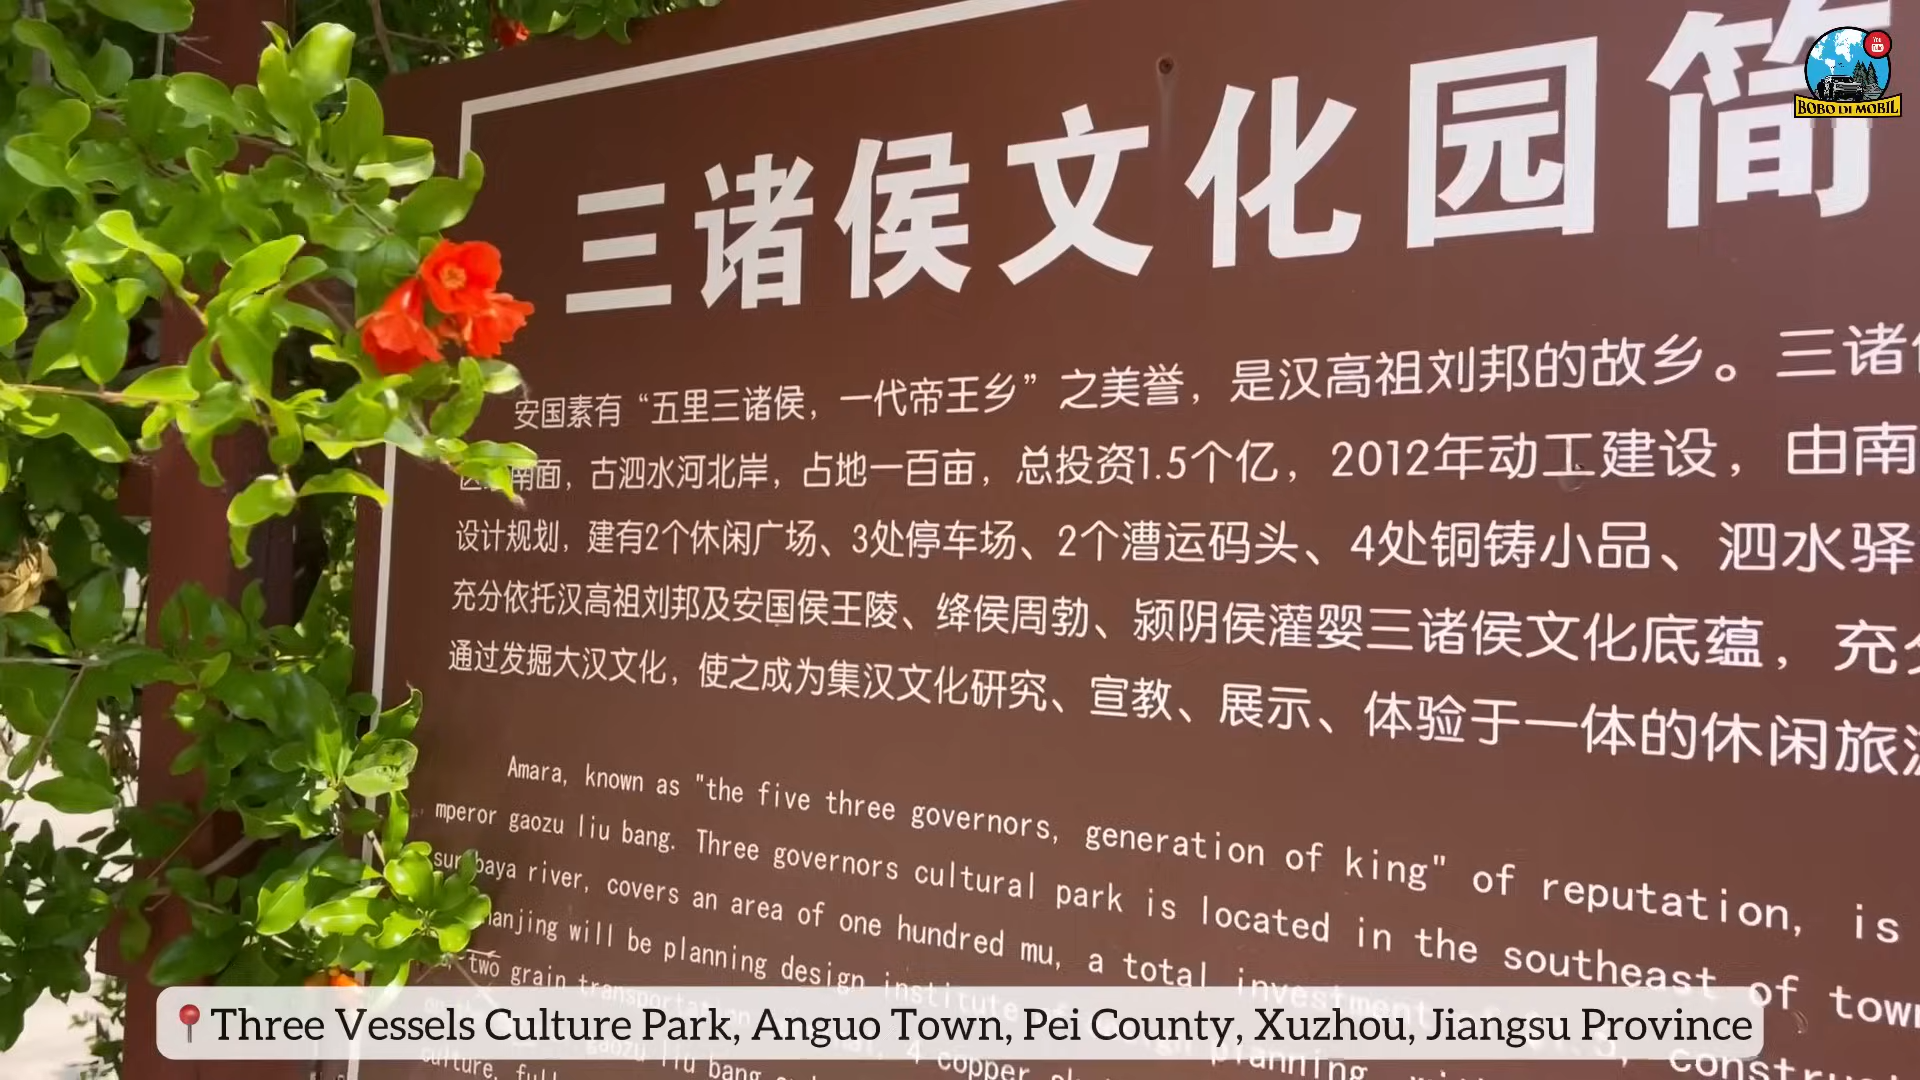 BOBO DI MOBIL
三诸侯文化园简
安国素有“五里三诸侯，一代帝王乡”之美誉，是汉高祖刘邦的故乡。三诸
南面，古泗水河北岸，占地一百亩，总投资1.5个亿，2012年动工建设，由南
设计规划，建有2个休闲广场、3处停车场、2个漕运码头、4处铜铸小品、泗水驿
充分依托汉高祖刘邦及安国侯王陵、绛侯周勃、颍阴侯灌婴三诸侯文化底蕴，充
通过发掘大汉文化，使之成为集汉文化研究、宣教、展示、体验于一体的休闲旅
Amara, known as "the five three governors, generation of king" of reputation, is
mperor gaozu liu bang. Three governors cultural park is located in the southeast of town
baya river, covers an area of one hundred mu, a total investment
nanjing will be planning design institute planning
two grain transportation 4 copper
gaozu liu bang
culture,
📍Three Vessels Culture Park, Anguo Town, Pei County, Xuzhou, Jiangsu Province